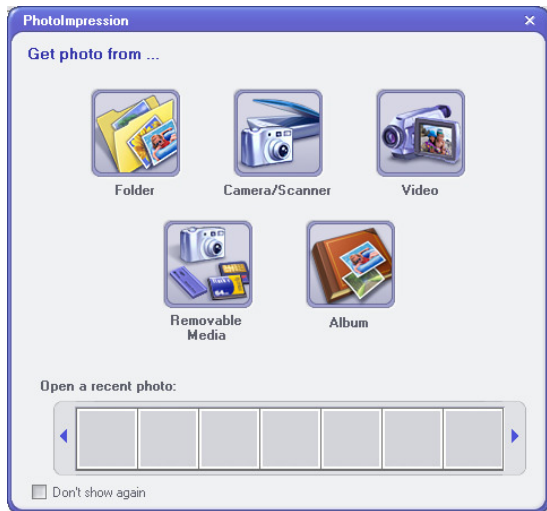 PhotoImpression
Get photo from ...
Folder
Camera/Scanner
Video
Removable
Media
Album
Open a recent photo:
Don't show again